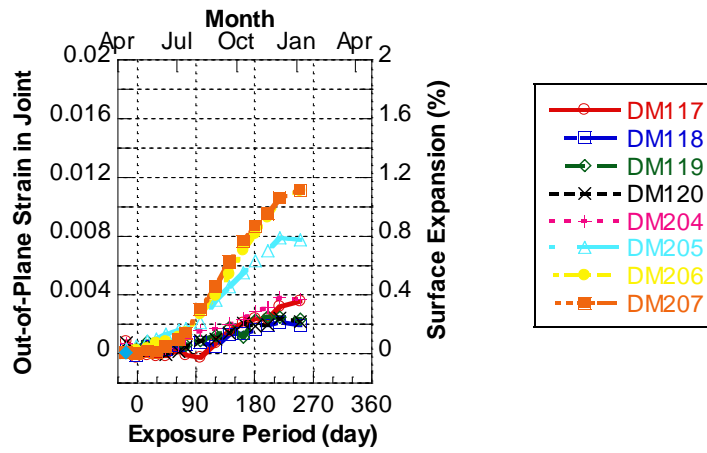 Month
Apr Jul Oct Jan Apr
0.02 2
0.016 1.6
0.012 1.2
0.008 0.8
0.004 0.4
0 0
Out-of-Plane Strain in Joint
Surface Expansion (%)
0 90 180 270 360
Exposure Period (day)
DM117
DM118
DM119
DM120
DM204
DM205
DM206
DM207